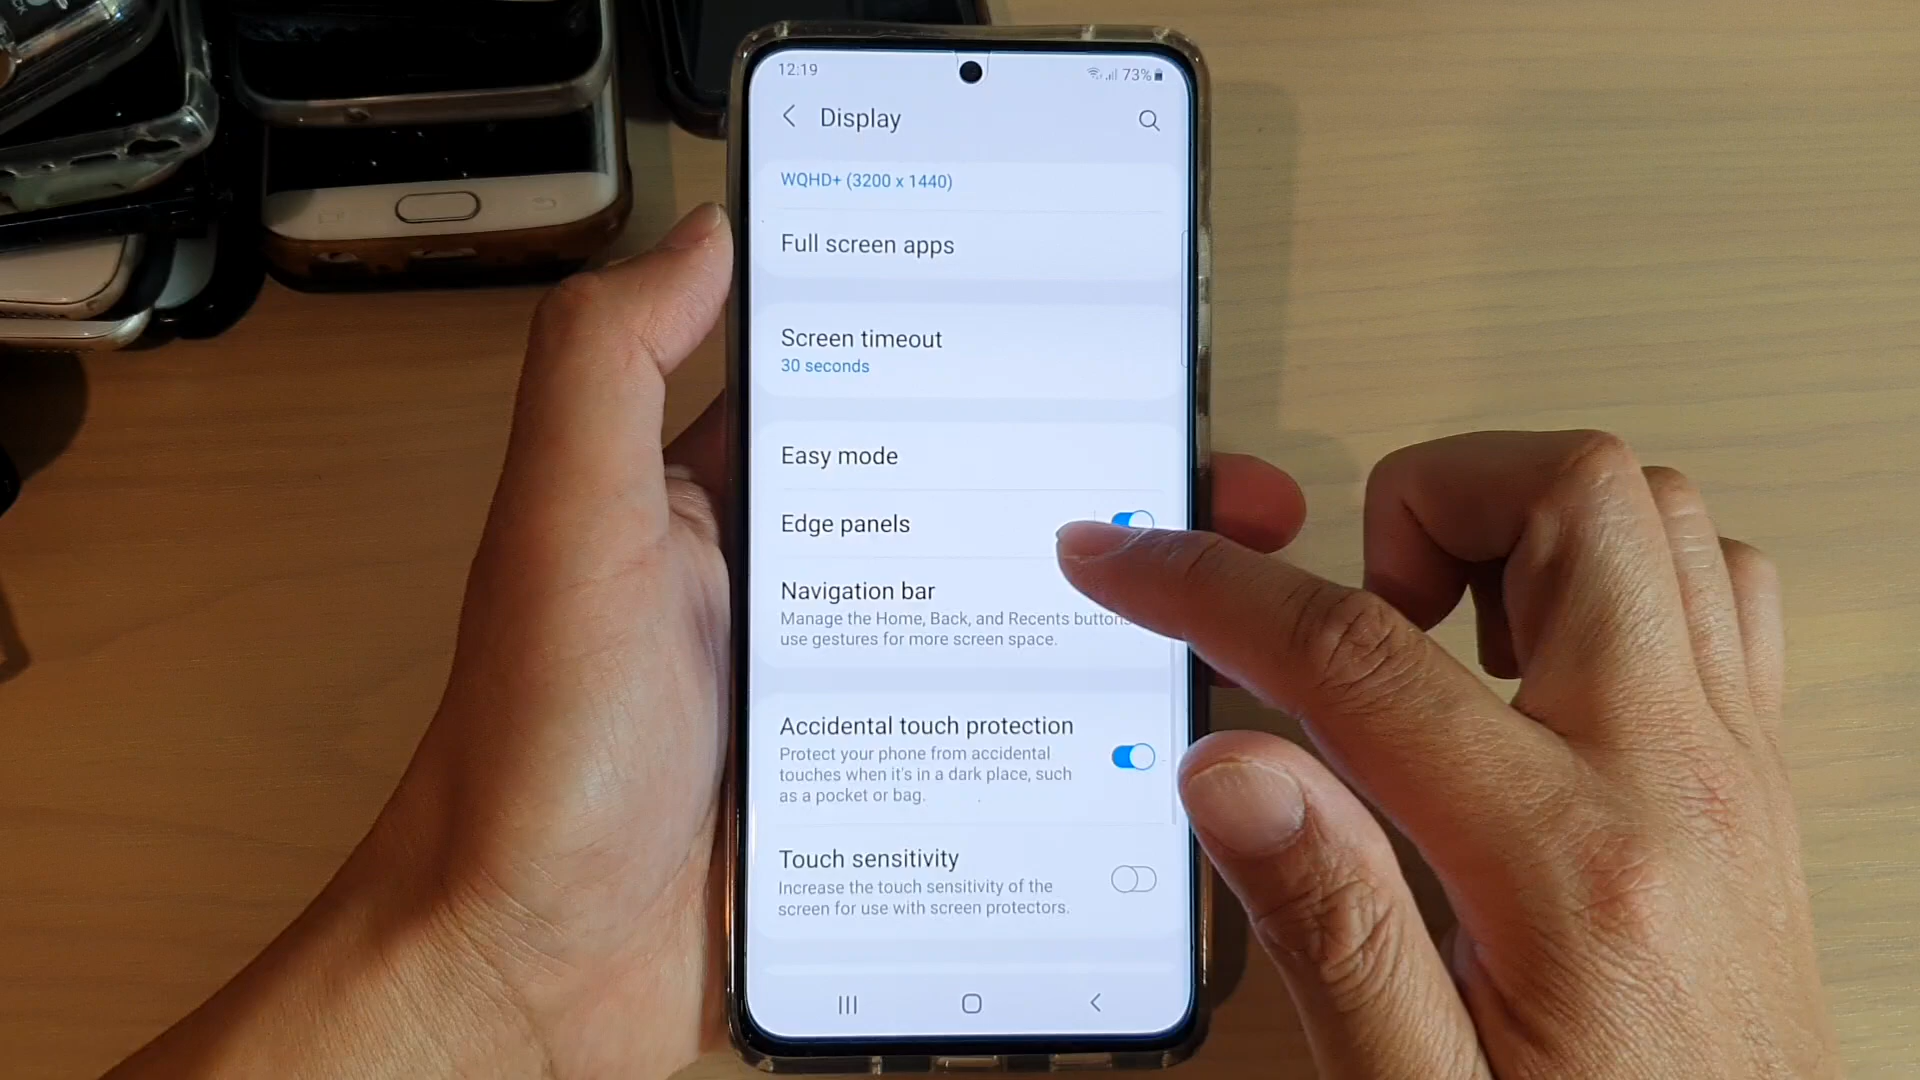 12:19
73%
Display
WQHD+ (3200 x 1440)
Full screen apps
Screen timeout
30 seconds
Easy mode
Edge panels
Navigation bar
Manage the Home, Back, and Recents buttons
use gestures for more screen space.
Accidental touch protection
Protect your phone from accidental
touches when it's in a dark place, such
as a pocket or bag.
Touch sensitivity
Increase the touch sensitivity of the
screen for use with screen protectors.